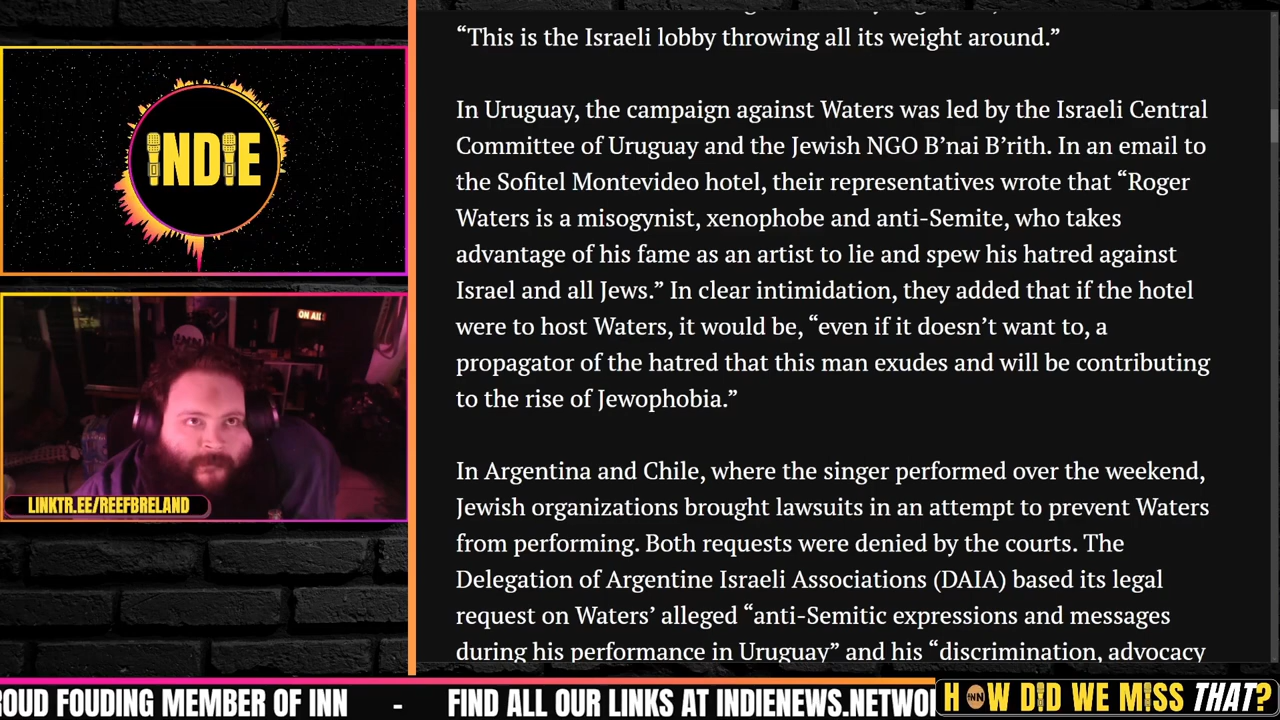 “This is the Israeli lobby throwing all its weight around.”
In Uruguay, the campaign against Waters was led by the Israeli Central
Committee of Uruguay and the Jewish NGO B’nai B’rith. In an email to
the Sofitel Montevideo hotel, their representatives wrote that “Roger
Waters is a misogynist, xenophobe and anti-Semite, who takes
advantage of his fame as an artist to lie and spew his hatred against
Israel and all Jews.” In clear intimidation, they added that if the hotel
were to host Waters, it would be, “even if it doesn’t want to, a
propagator of the hatred that this man exudes and will be contributing
to the rise of Jewophobia.”
In Argentina and Chile, where the singer performed over the weekend,
Jewish organizations brought lawsuits in an attempt to prevent Waters
from performing. Both requests were denied by the courts. The
Delegation of Argentine Israeli Associations (DAIA) based its legal
request on Waters’ alleged “anti-Semitic expressions and messages
during his performance in Uruguay” and his “discrimination, advocacy
INDIE
ON AIR
INN
LINKTR.EE/REEFBRELAND
ROUD FOUDING MEMBER OF INN - FIND ALL OUR LINKS AT INDIENEWS.NETWO
HOW DID WE MISS THAT?